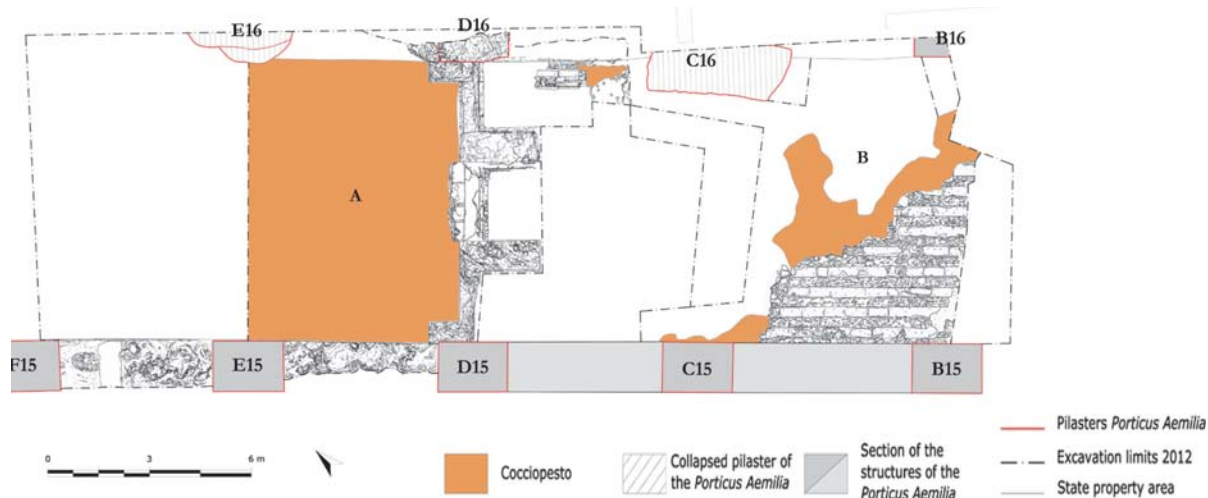 E16
D16
B16
C16
A
B
F15
E15
D15
C15
B15
0 3 6 m
Cocciopesto
Collapsed pilaster of
the Porticus Aemilia
Section of the
structures of the
Porticus Aemilia
Pilasters Porticus Aemilia
Excavation limits 2012
State property area